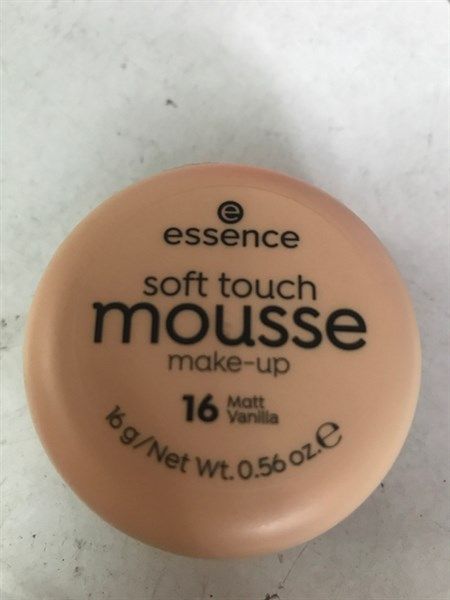 e
essence
soft touch
mousse
make-up
16 Matt
Vanilla
16 g/Net Wt. 0.56 oz. ℮